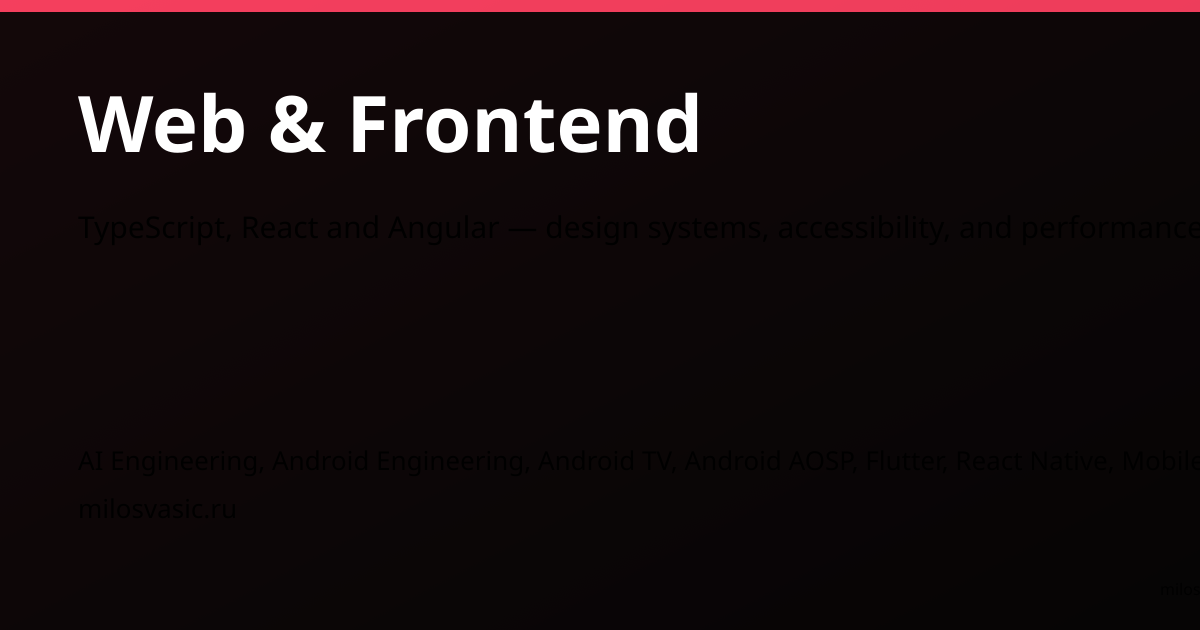 Web & Frontend
TypeScript, React and Angular — design systems, accessibility, and performance
AI Engineering, Android Engineering, Android TV, Android AOSP, Flutter, React Native, Mobile
milosvasic.ru
milos